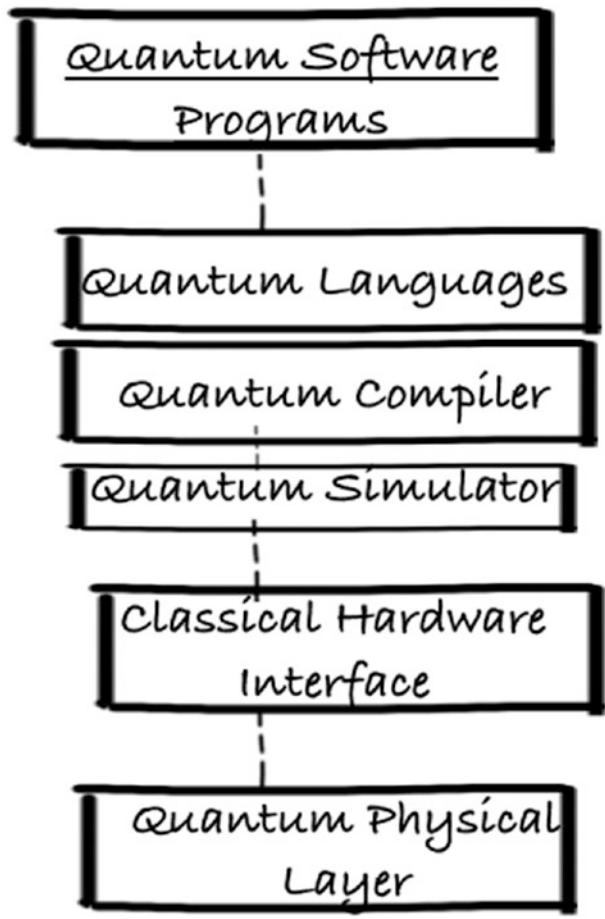 Quantum Software
Programs
Quantum Languages
Quantum Compiler
Quantum Simulator
Classical Hardware
Interface
Quantum Physical
Layer